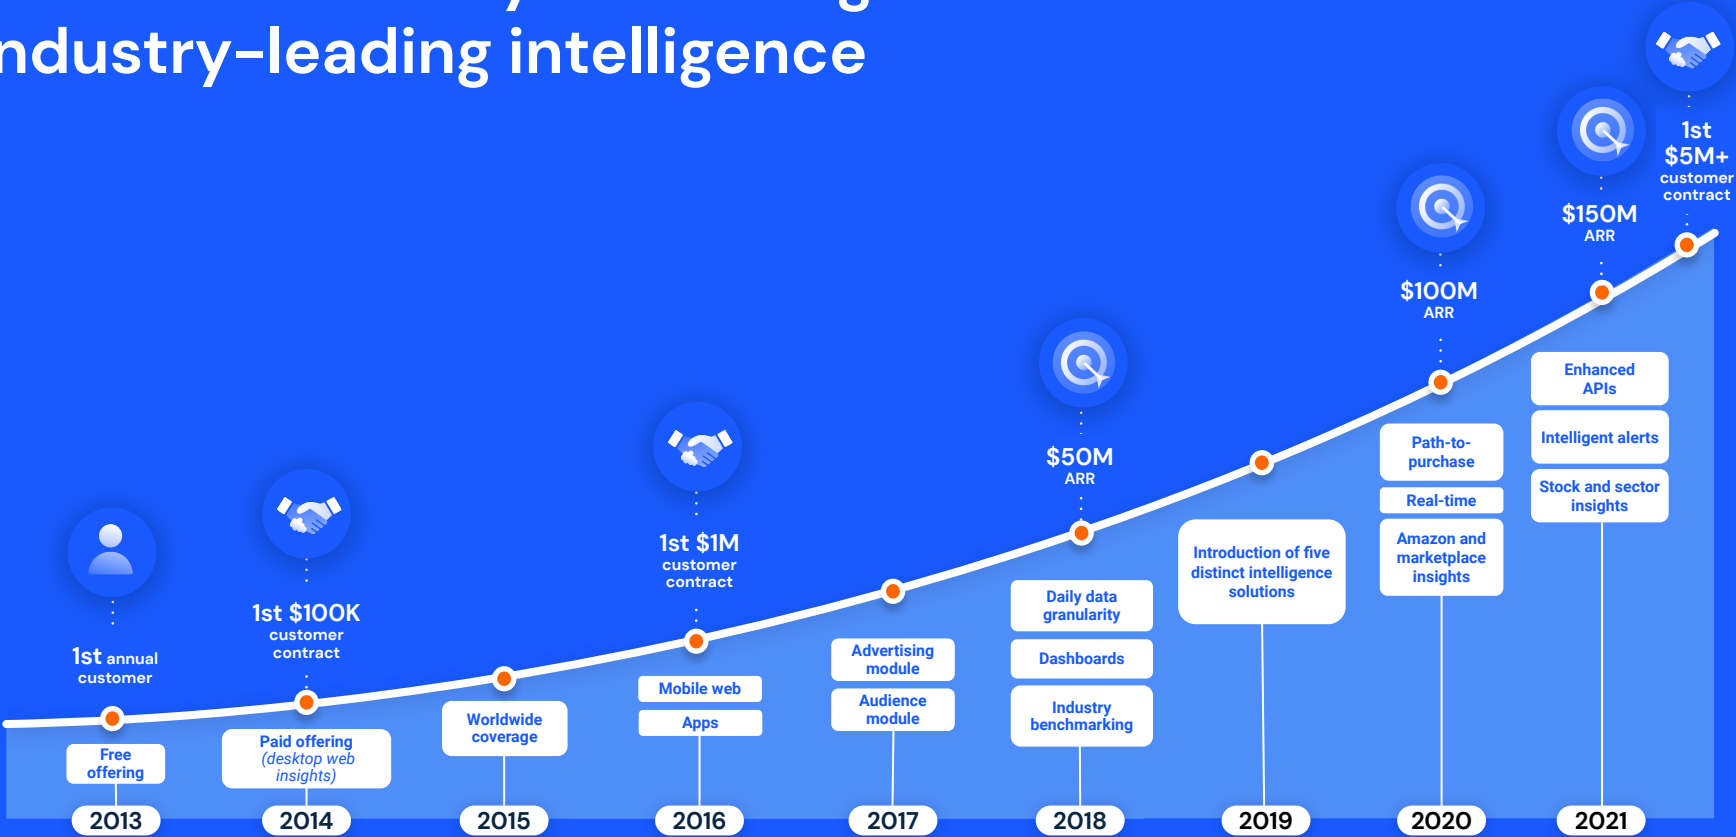 industry-leading intelligence
1st annual
customer
1st $100K
customer
contract
1st $1M
customer
contract
$50M
ARR
$100M
ARR
$150M
ARR
1st
$5M+
customer
contract
Free
offering
Paid offering
(desktop web
insights)
Worldwide
coverage
Mobile web
Apps
Advertising
module
Audience
module
Daily data
granularity
Dashboards
Industry
benchmarking
Introduction of five
distinct intelligence
solutions
Path-to-
purchase
Real-time
Amazon and
marketplace
insights
Enhanced
APIs
Intelligent alerts
Stock and sector
insights
2013
2014
2015
2016
2017
2018
2019
2020
2021